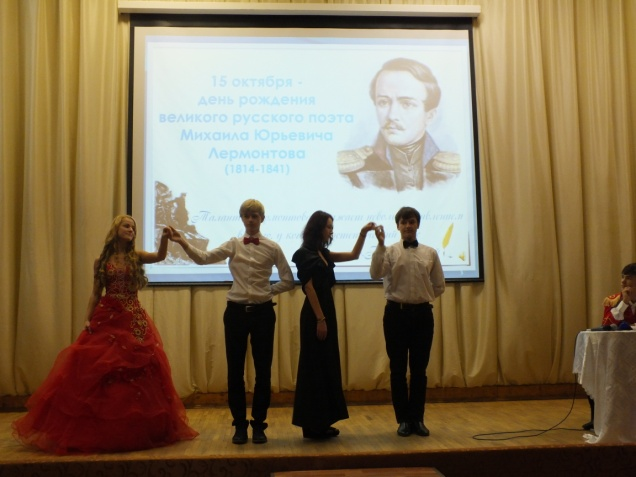 15 октября -
день рождения
великого русского поэта
Михаила Юрьевича
Лермонтова
(1814-1841)